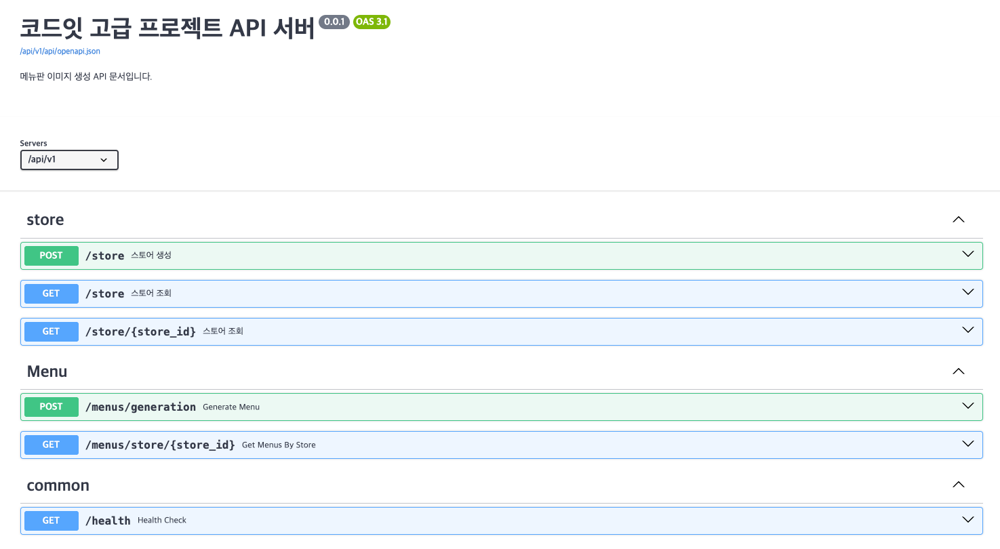 코드잇 고급 프로젝트 API 서버 0.0.1 OAS 3.1
/api/v1/api/openapi.json
메뉴판 이미지 생성 API 문서입니다.
Servers
/api/v1
store
POST /store 스토어 생성
GET /store 스토어 조회
GET /store/{store_id} 스토어 조회
Menu
POST /menus/generation Generate Menu
GET /menus/store/{store_id} Get Menus By Store
common
GET /health Health Check